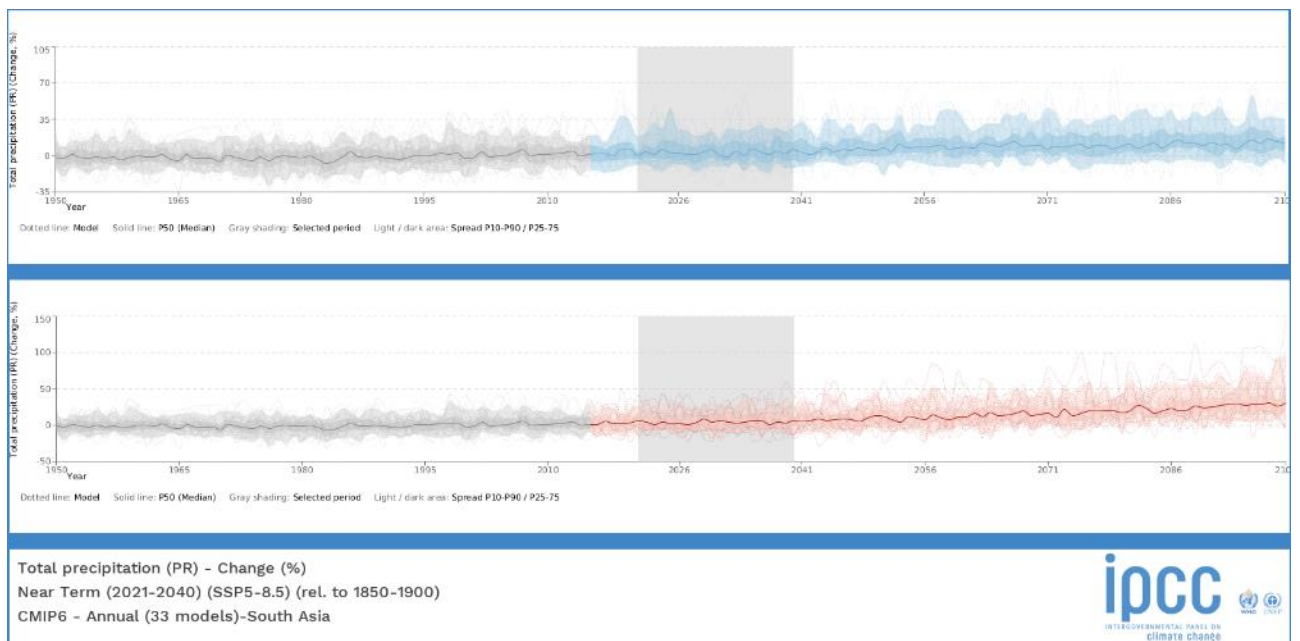 Total precipitation (PR) (Change, %)
105
70
35
0
-35
1950 1965 1980 1995 2010 2026 2041 2056 2071 2086 210
Year
Dotted line: Model Solid line: P50 (Median) Gray shading: Selected period Light / dark area: Spread P10-P90 / P25-75
Total precipitation (PR) (Change, %)
150
100
50
0
-50
1950 1965 1980 1995 2010 2026 2041 2056 2071 2086 210
Year
Dotted line: Model Solid line: P50 (Median) Gray shading: Selected period Light / dark area: Spread P10-P90 / P25-75
Total precipitation (PR) - Change (%)
Near Term (2021-2040) (SSP5-8.5) (rel. to 1850-1900)
CMIP6 - Annual (33 models)-South Asia
ipcc
INTERGOVERNMENTAL PANEL ON
climate change
WMO